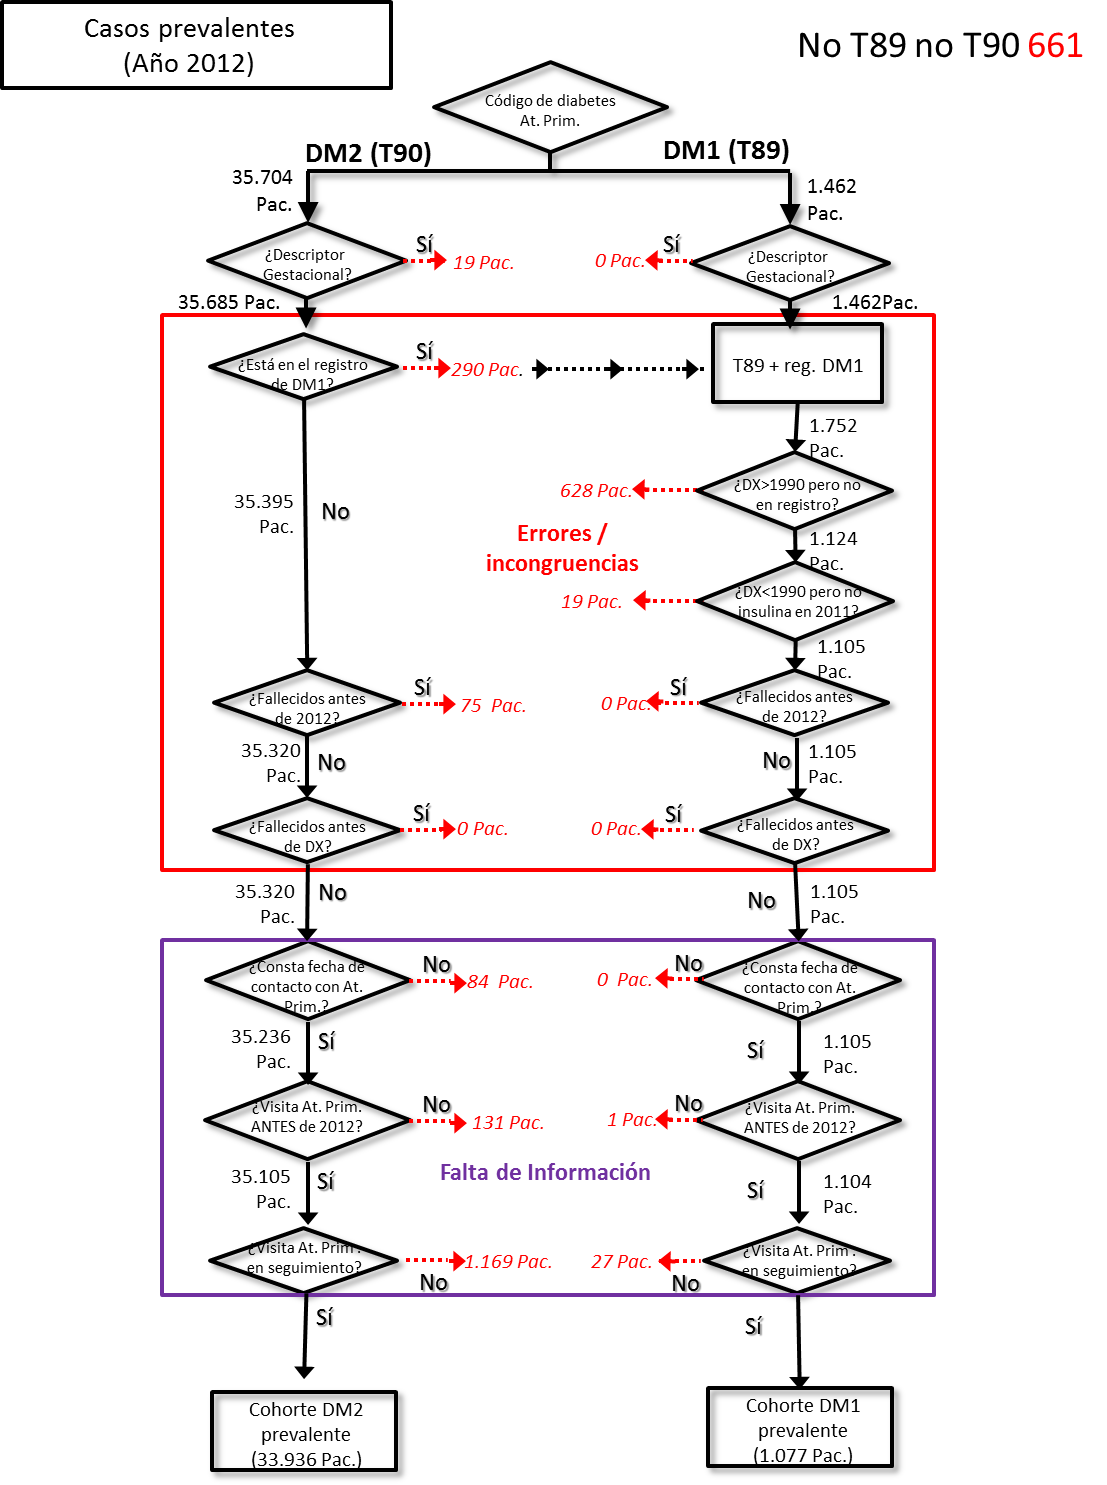 Casos prevalentes
(Año 2012)
No T89 no T90 661
Código de diabetes
At. Prim.
DM2 (T90)
DM1 (T89)
35.704
Pac.
1.462
Pac.
¿Descriptor
Gestacional?
Sí
19 Pac.
0 Pac.
Sí
¿Descriptor
Gestacional?
35.685 Pac.
1.462Pac.
¿Está en el registro
de DM1?
Sí
290 Pac.
T89 + reg. DM1
1.752
Pac.
¿DX>1990 pero no
en registro?
628 Pac.
35.395
Pac.
No
Errores /
incongruencias
1.124
Pac.
¿DX<1990 pero no
insulina en 2011?
19 Pac.
1.105
Pac.
¿Fallecidos antes
de 2012?
Sí
75 Pac.
0 Pac.
Sí
¿Fallecidos antes
de 2012?
35.320
Pac.
No
No
1.105
Pac.
¿Fallecidos antes
de DX?
Sí
0 Pac.
0 Pac.
Sí
¿Fallecidos antes
de DX?
35.320
Pac.
No
No
1.105
Pac.
¿Consta fecha de
contacto con At.
Prim.?
No
84 Pac.
0 Pac.
No
¿Consta fecha de
contacto con At.
Prim.?
35.236
Pac.
Sí
Sí
1.105
Pac.
¿Visita At. Prim.
ANTES de 2012?
No
131 Pac.
1 Pac.
No
¿Visita At. Prim.
ANTES de 2012?
Falta de Información
35.105
Pac.
Sí
Sí
1.104
Pac.
¿Visita At. Prim.
en seguimiento?
1.169 Pac.
No
27 Pac.
No
¿Visita At. Prim.
en seguimiento?
Sí
Sí
Cohorte DM2
prevalente
(33.936 Pac.)
Cohorte DM1
prevalente
(1.077 Pac.)